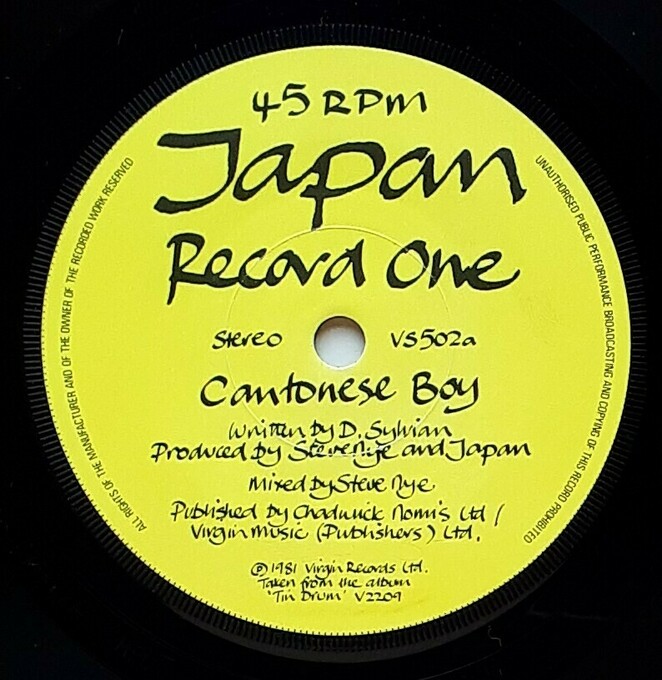 45 RPM
Japan
Record One
Stereo VS502a
Cantonese Boy
Written by D. Sylvian
Produced by Steve Nye and Japan
Mixed by Steve Nye
Published by Chadwick Nomis Ltd /
Virgin Music (Publishers) Ltd.
℗ 1981 Virgin Records Ltd.
Taken from the album
'Tin Drum' V2209
ALL RIGHTS OF THE MANUFACTURER AND OF THE OWNER OF THE RECORDED WORK RESERVED
UNAUTHORISED PUBLIC PERFORMANCE BROADCASTING AND COPYING OF THIS RECORD PROHIBITED